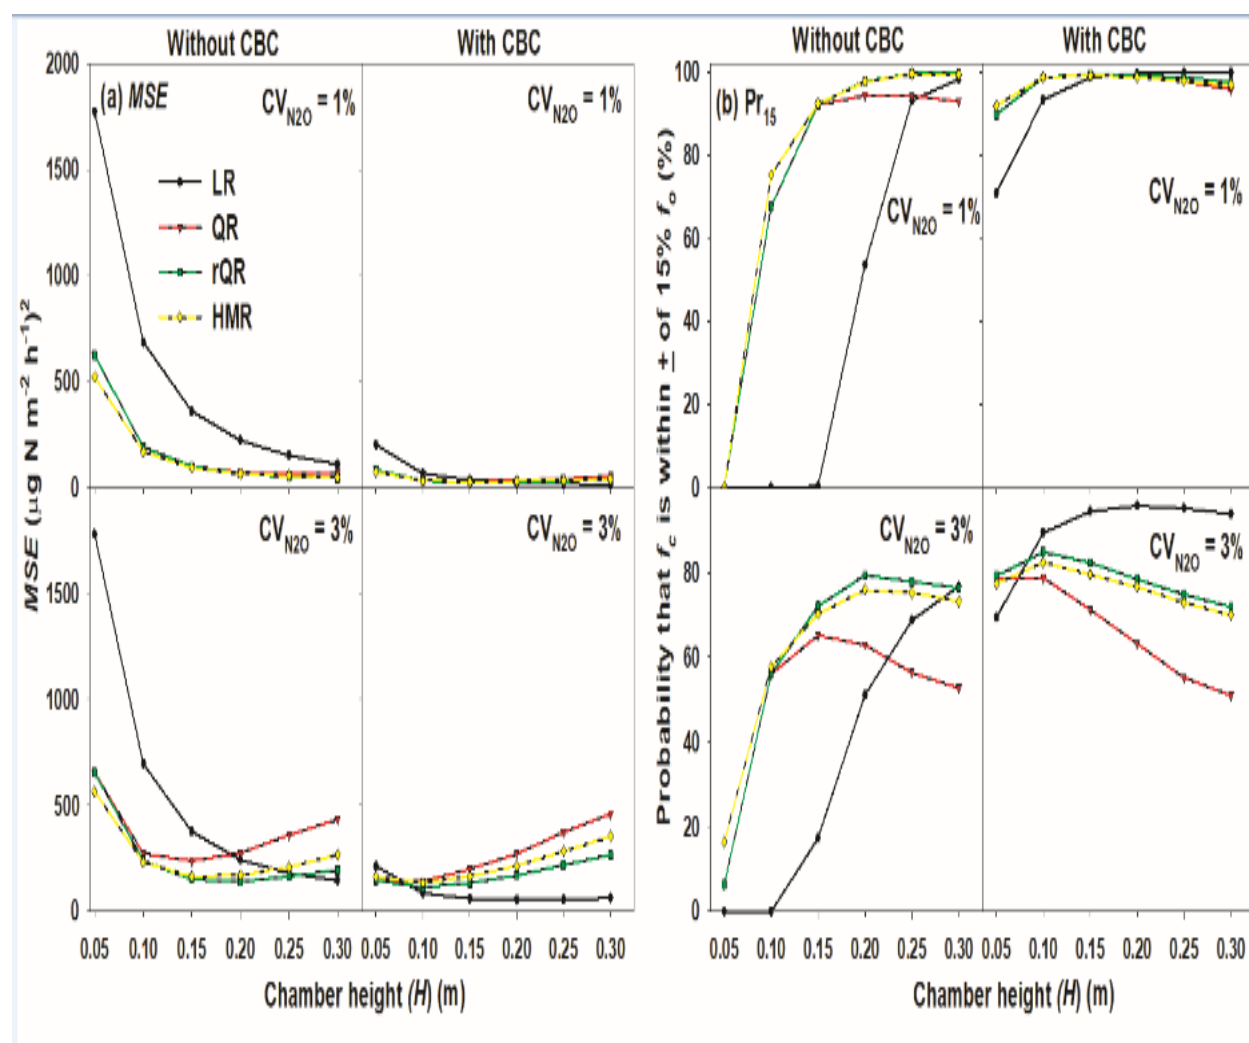 Without CBC
With CBC
Without CBC
With CBC
(a) MSE
CV_N2O = 1%
CV_N2O = 1%
(b) Pr_15
CV_N2O = 1%
CV_N2O = 1%
LR
QR
rQR
HMR
2000
1500
1000
500
0
1500
1000
500
0
MSE (µg N m⁻² h⁻¹)²
100
80
60
40
20
0
80
60
40
20
0
Probability that f_c is within ± of 15% f_o (%)
CV_N2O = 3%
CV_N2O = 3%
CV_N2O = 3%
CV_N2O = 3%
0.05 0.10 0.15 0.20 0.25 0.30
0.05 0.10 0.15 0.20 0.25 0.30
0.05 0.10 0.15 0.20 0.25 0.30
0.05 0.10 0.15 0.20 0.25 0.30
Chamber height (H) (m)
Chamber height (H) (m)